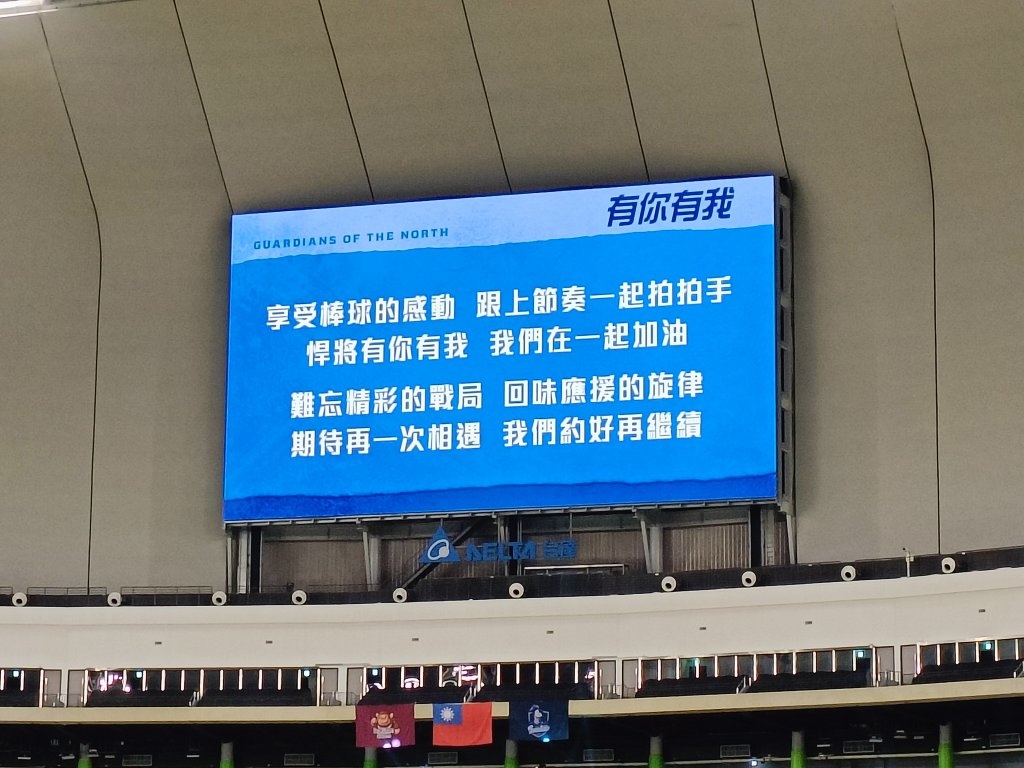 有你有我
GUARDIANS OF THE NORTH
享受棒球的感動 跟上節奏一起拍拍手
悍將有你有我 我們在一起加油
難忘精彩的戰局 回味應援的旋律
期待再一次相遇 我們約好再繼續
DELTA 台達